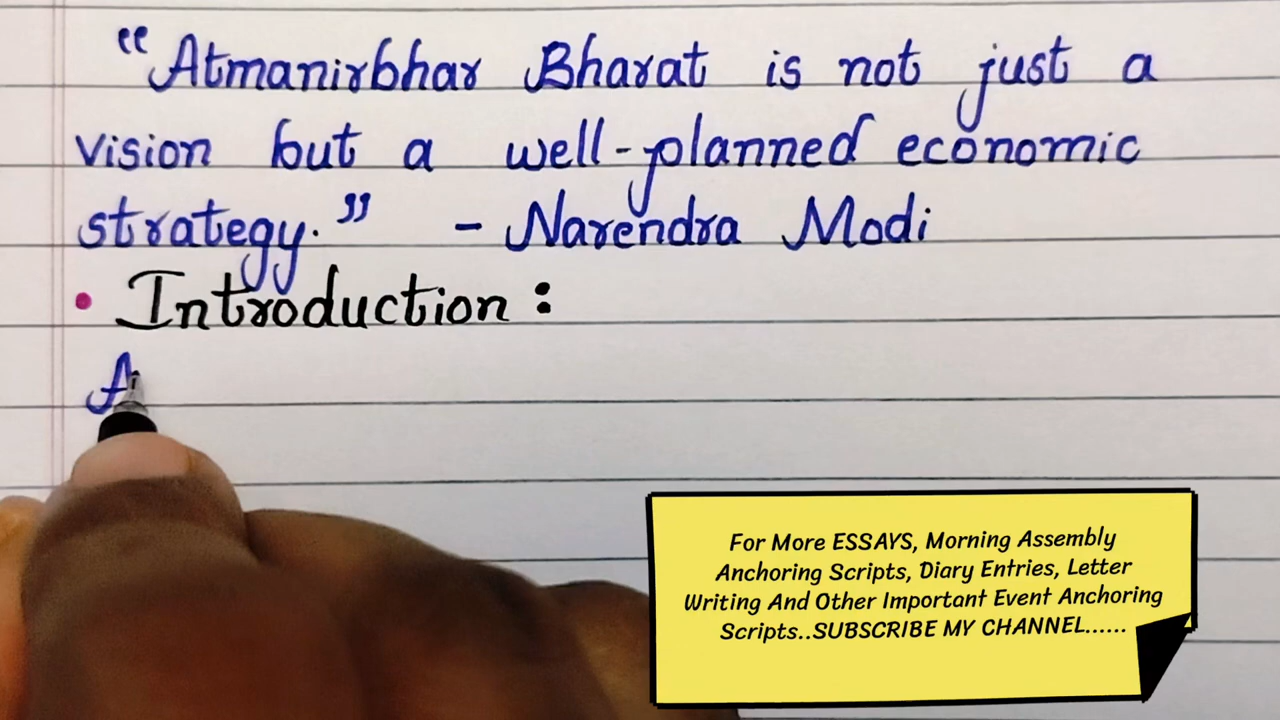 “Atmanirbhar Bharat is not just a
vision but a well-planned economic
strategy.” - Narendra Modi
• Introduction :
A
For More ESSAYS, Morning Assembly
Anchoring Scripts, Diary Entries, Letter
Writing And Other Important Event Anchoring
Scripts..SUBSCRIBE MY CHANNEL......